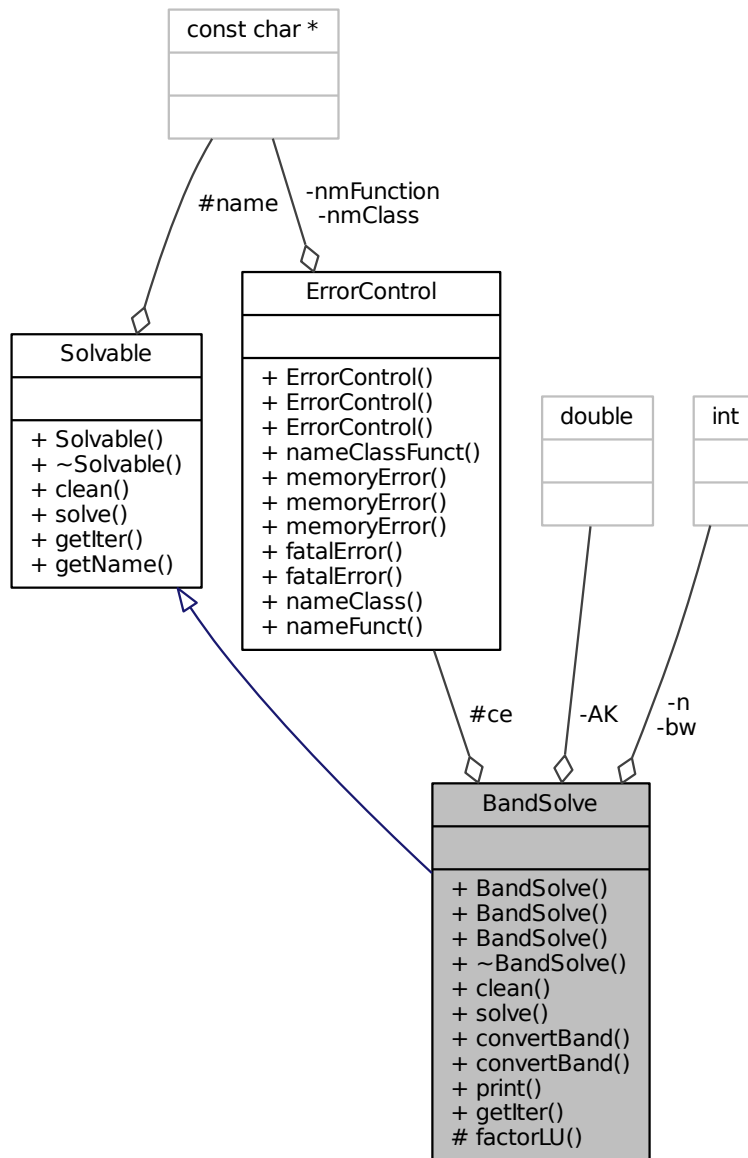 const char *
#name
-nmFunction
-nmClass
ErrorControl
+ ErrorControl()
+ ErrorControl()
+ ErrorControl()
+ nameClassFunct()
+ memoryError()
+ memoryError()
+ memoryError()
+ fatalError()
+ fatalError()
+ nameClass()
+ nameFunct()
Solvable
+ Solvable()
+ ~Solvable()
+ clean()
+ solve()
+ getIter()
+ getName()
double
int
#ce
-AK
-n
-bw
BandSolve
+ BandSolve()
+ BandSolve()
+ BandSolve()
+ ~BandSolve()
+ clean()
+ solve()
+ convertBand()
+ convertBand()
+ print()
+ getIter()
# factorLU()